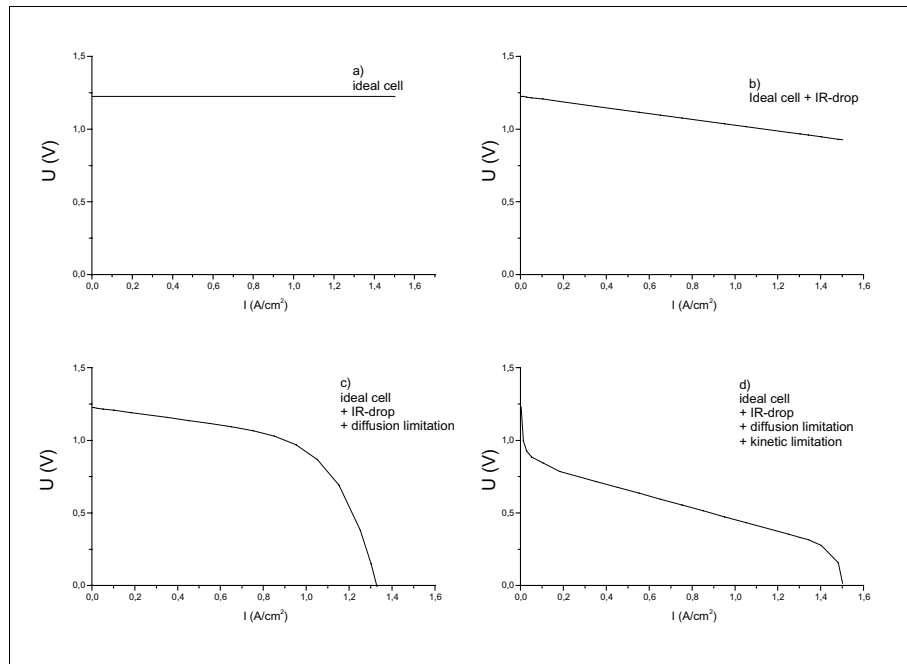 1,5
1,0
0,5
0,0
U (V)
0,0 0,2 0,4 0,6 0,8 1,0 1,2 1,4 1,6
I (A/cm²)
a)
ideal cell
1,5
1,0
0,5
0,0
U (V)
0,0 0,2 0,4 0,6 0,8 1,0 1,2 1,4 1,6
I (A/cm²)
b)
Ideal cell + IR-drop
1,5
1,0
0,5
0,0
U (V)
0,0 0,2 0,4 0,6 0,8 1,0 1,2 1,4 1,6
I (A/cm²)
c)
ideal cell
+ IR-drop
+ diffusion limitation
1,5
1,0
0,5
0,0
U (V)
0,0 0,2 0,4 0,6 0,8 1,0 1,2 1,4 1,6
I (A/cm²)
d)
ideal cell
+ IR-drop
+ diffusion limitation
+ kinetic limitation